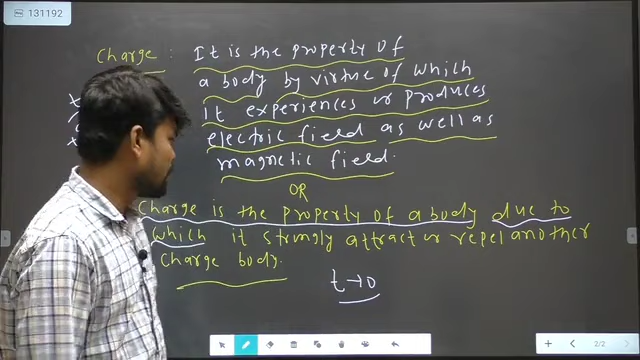 131192
Charge : It is the property of
a body by virtue of which
it experiences or produces
electric field as well as
magnetic field.
OR
Charge is the property of a body due to
which it strongly attract or repel another
Charge body.
t→0
2/2